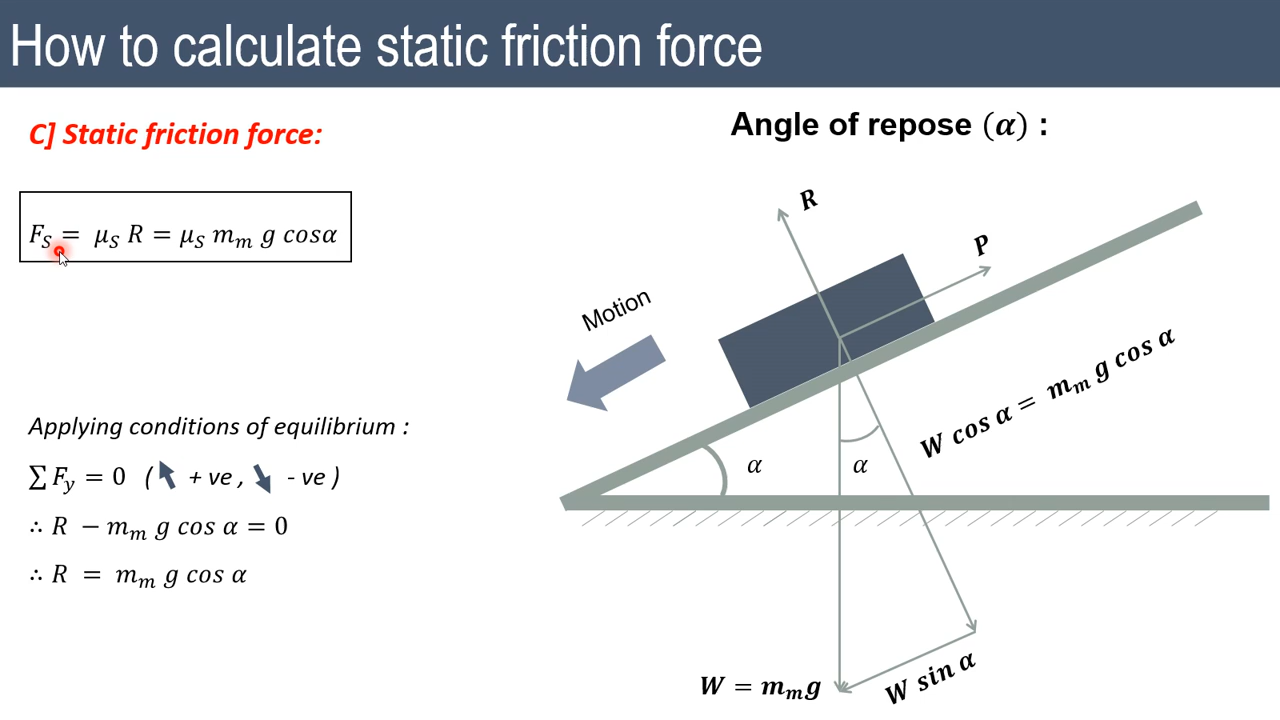 How to calculate static friction force
C] Static friction force:
Angle of repose (α) :
F_S = μ_S R = μ_S m_m g cosα
Applying conditions of equilibrium :
∑ F_y = 0 ( + ve , - ve )
∴ R − m_m g cos α = 0
∴ R = m_m g cos α
R
P
Motion
W cos α = m_m g cos α
α
α
W = m_m g
W sin α